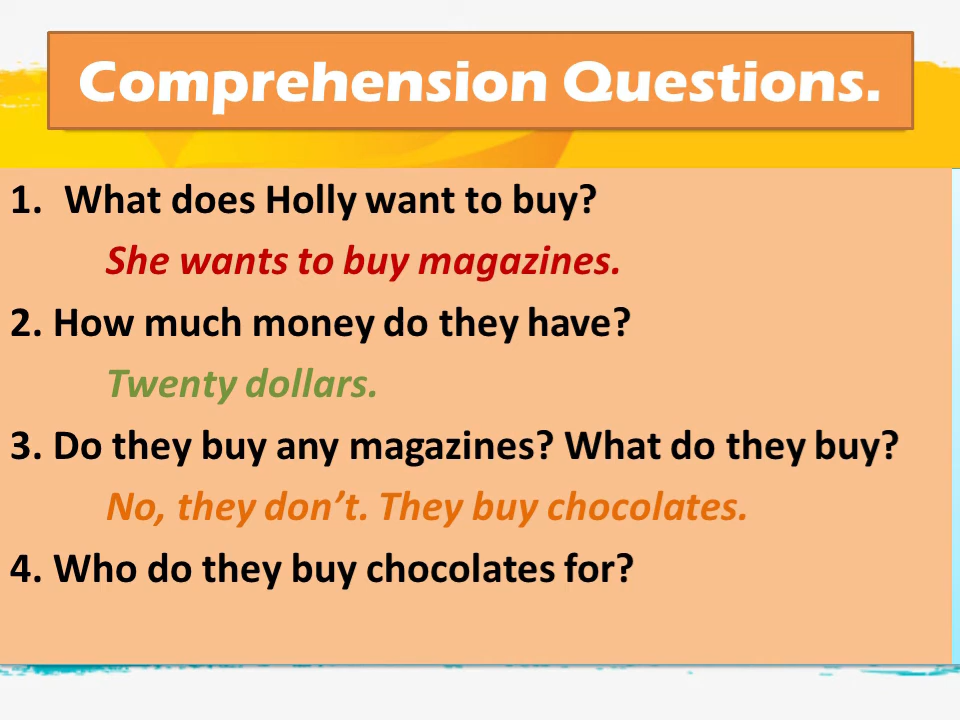 Comprehension Questions.
1. What does Holly want to buy?
She wants to buy magazines.
2. How much money do they have?
Twenty dollars.
3. Do they buy any magazines? What do they buy?
No, they don’t. They buy chocolates.
4. Who do they buy chocolates for?